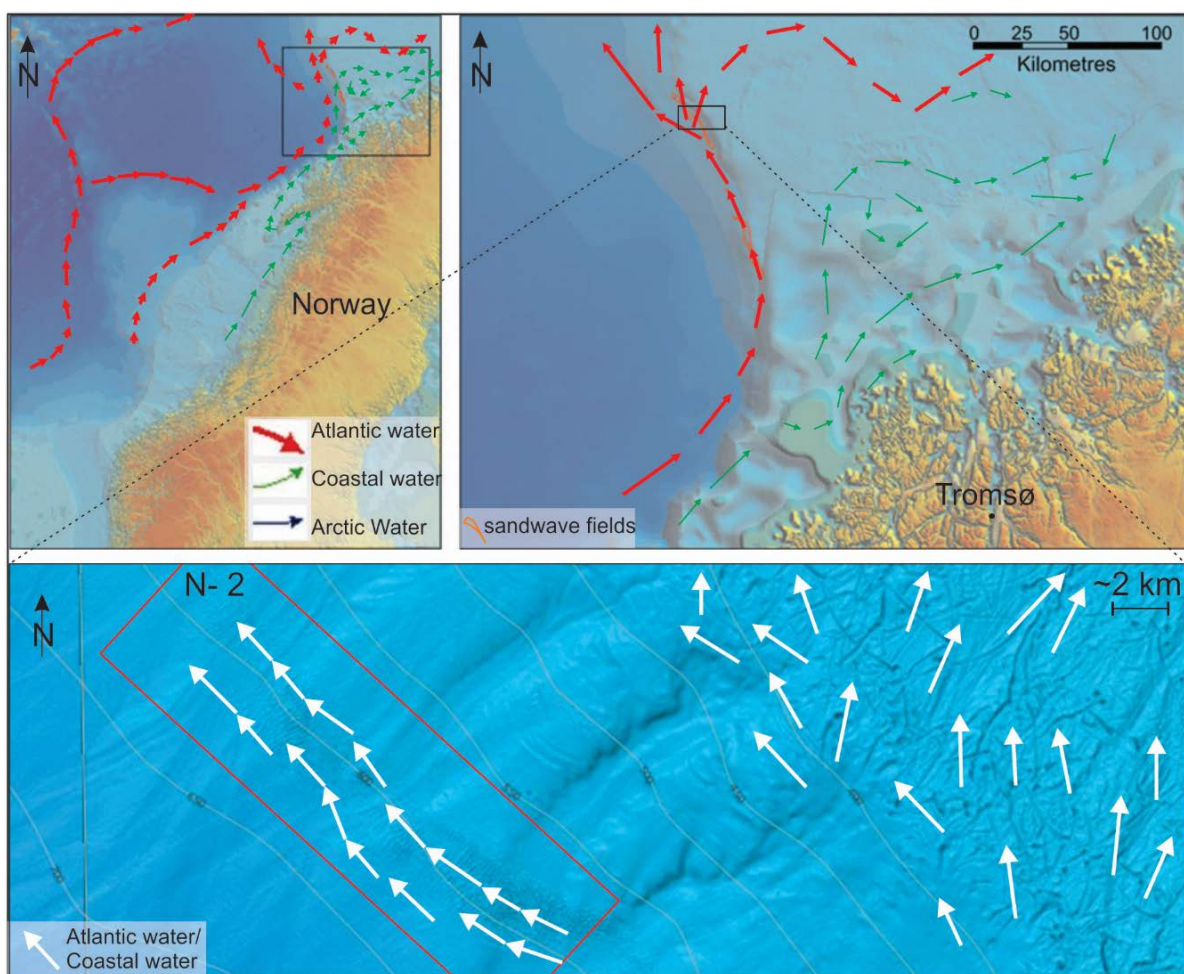 N
Norway
Atlantic water
Coastal water
Arctic Water
N
0 25 50 100
Kilometres
Tromsø
sandwave fields
N- 2
N
~2 km
Atlantic water/
Coastal water